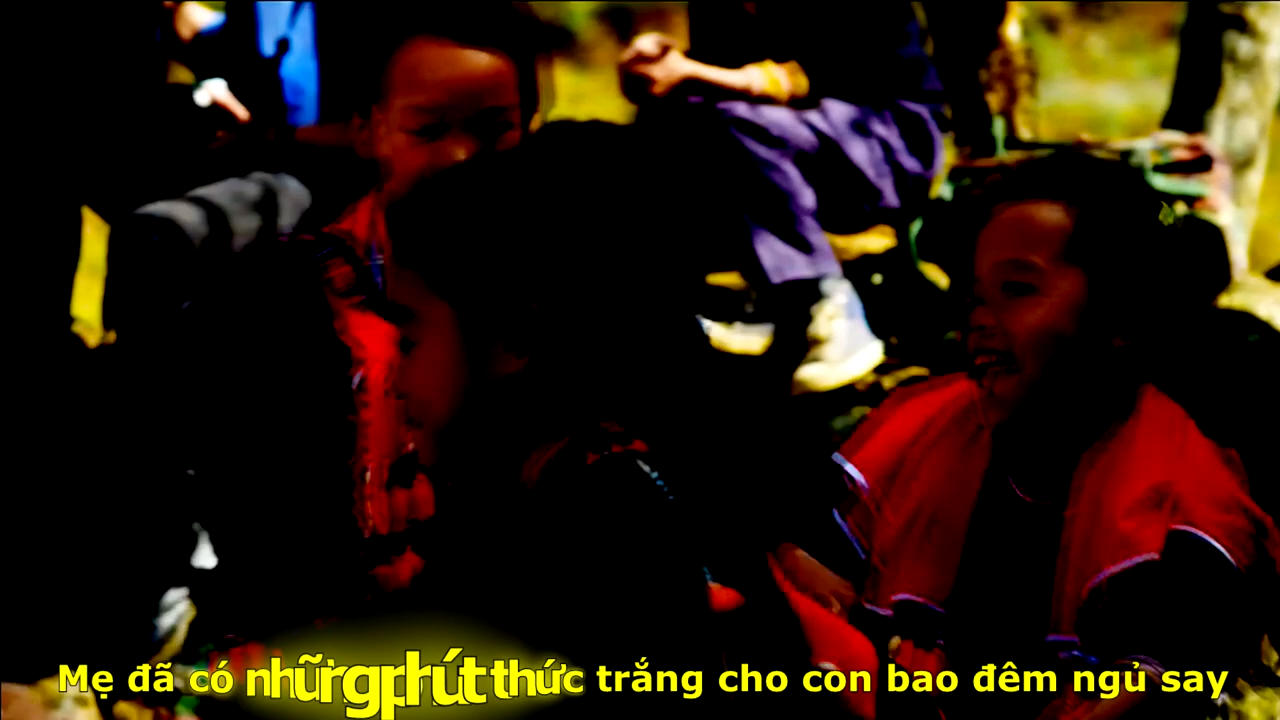 Mẹ đã có những phút thức trắng cho con bao đêm ngủ say